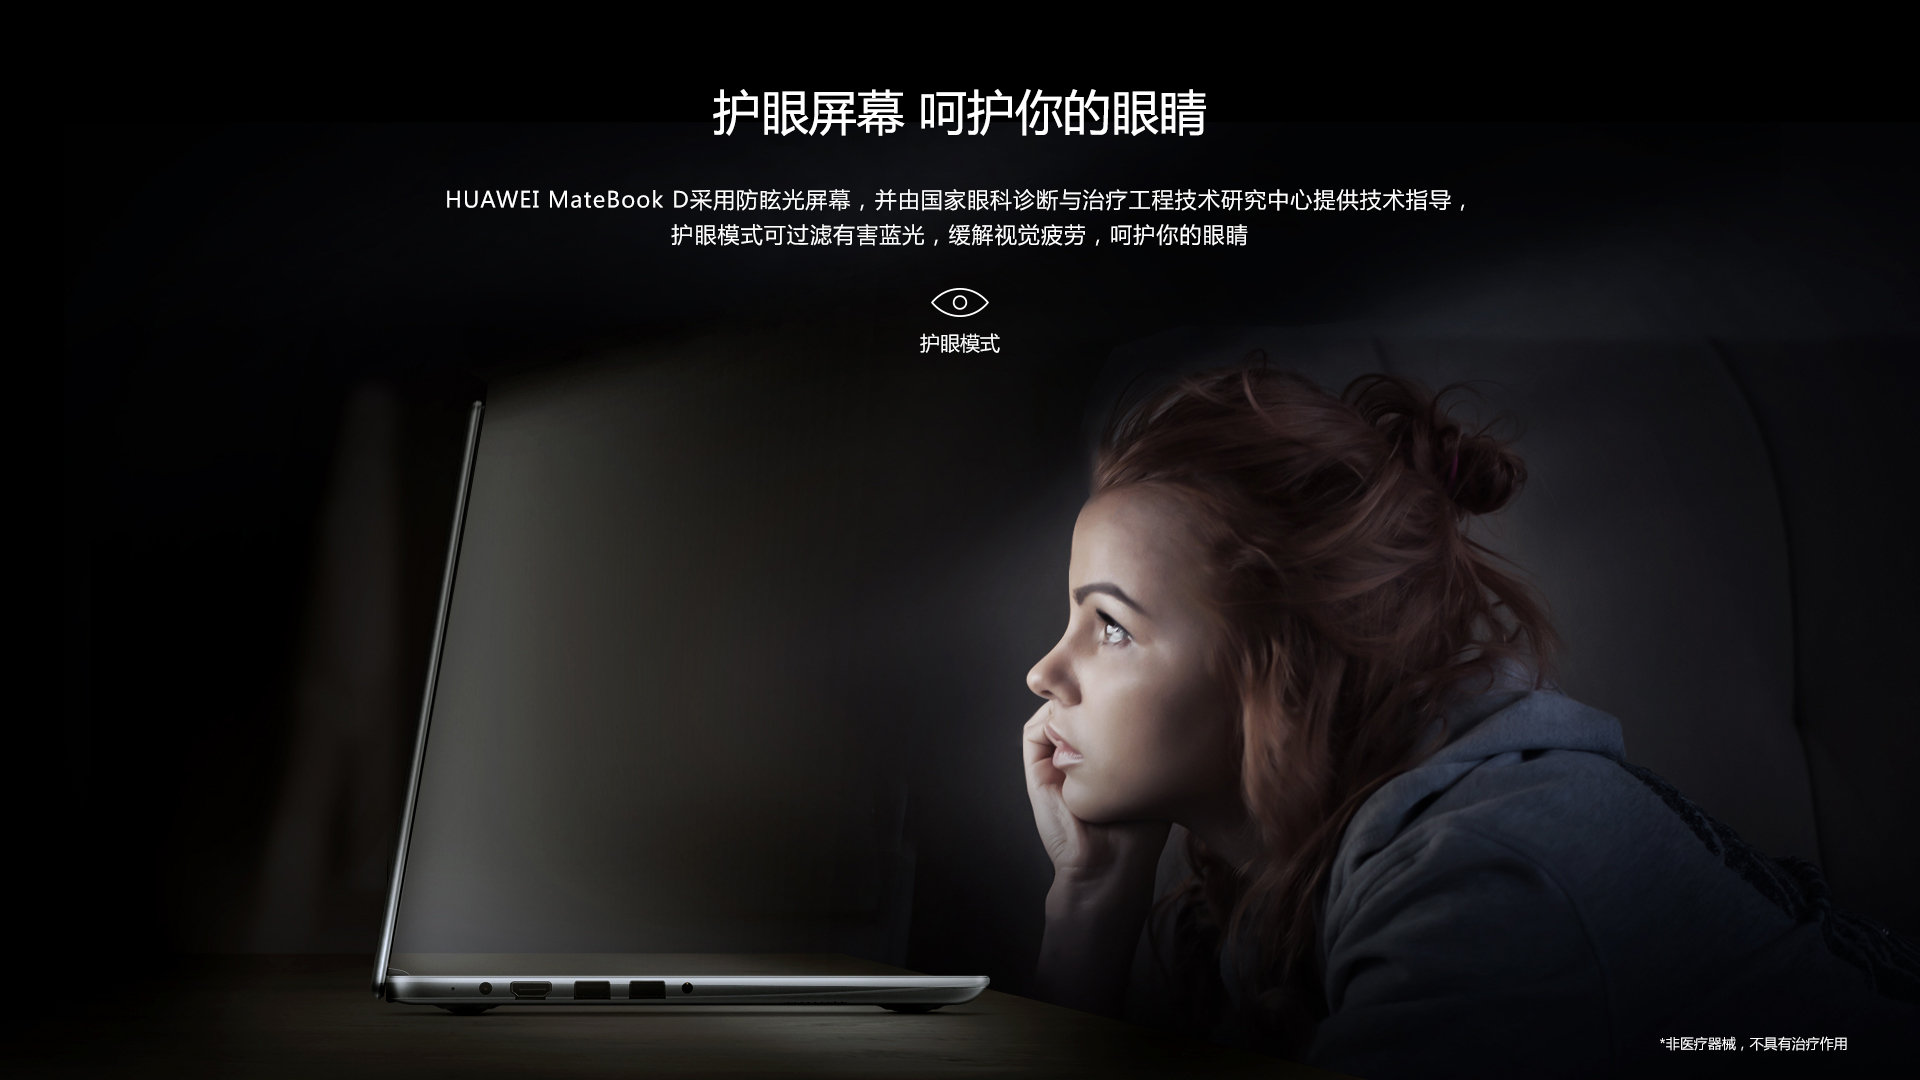 护眼屏幕 呵护你的眼睛
HUAWEI MateBook D采用防眩光屏幕，并由国家眼科诊断与治疗工程技术研究中心提供技术指导，
护眼模式可过滤有害蓝光，缓解视觉疲劳，呵护你的眼睛
护眼模式
*非医疗器械，不具有治疗作用